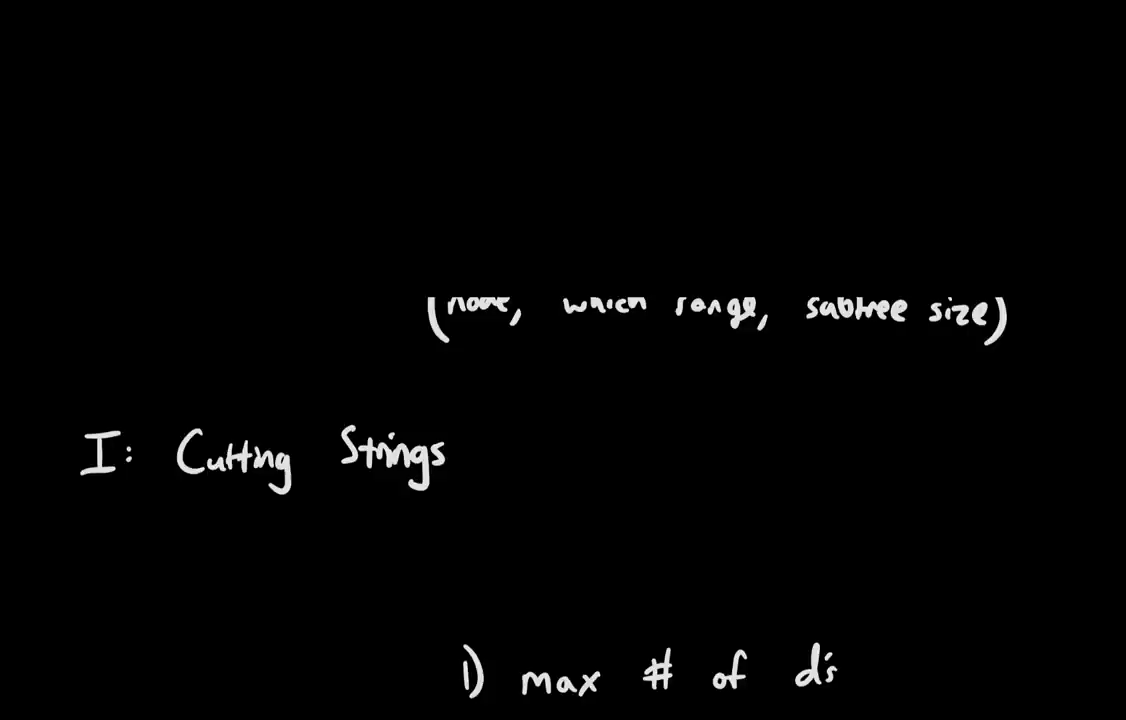 (node, which range, subtree size)
I: Cutting Strings
1) max # of d's